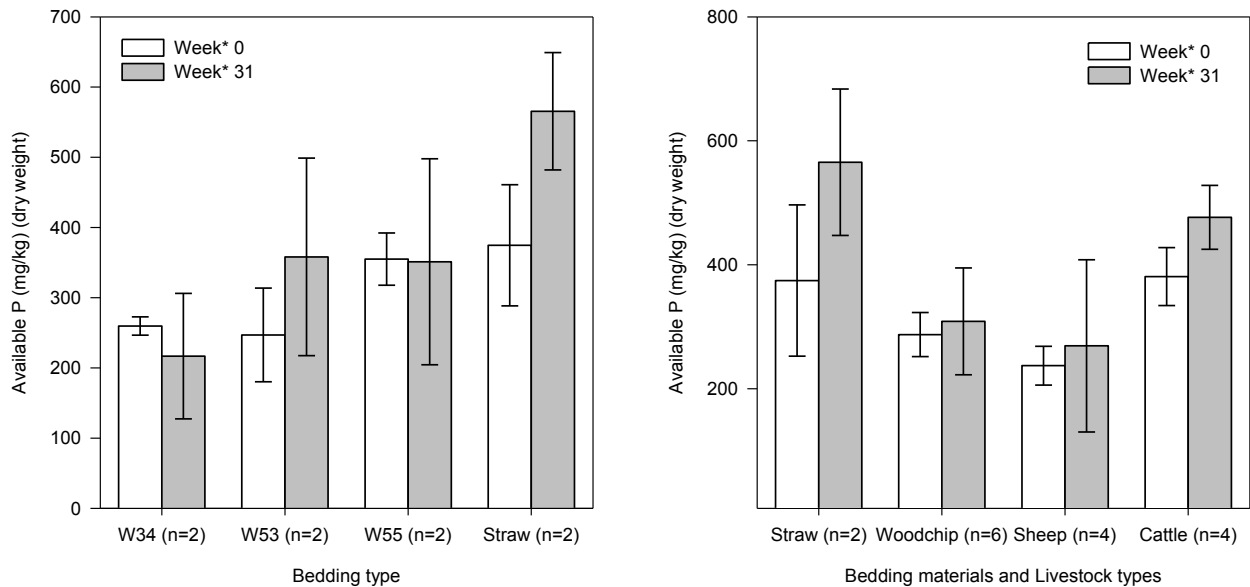 700
600
500
400
300
200
100
0
Available P (mg/kg) (dry weight)
Week* 0
Week* 31
W34 (n=2) W53 (n=2) W55 (n=2) Straw (n=2)
Bedding type
800
600
400
200
Available P (mg/kg) (dry weight)
Week* 0
Week* 31
Straw (n=2) Woodchip (n=6) Sheep (n=4) Cattle (n=4)
Bedding materials and Livestock types